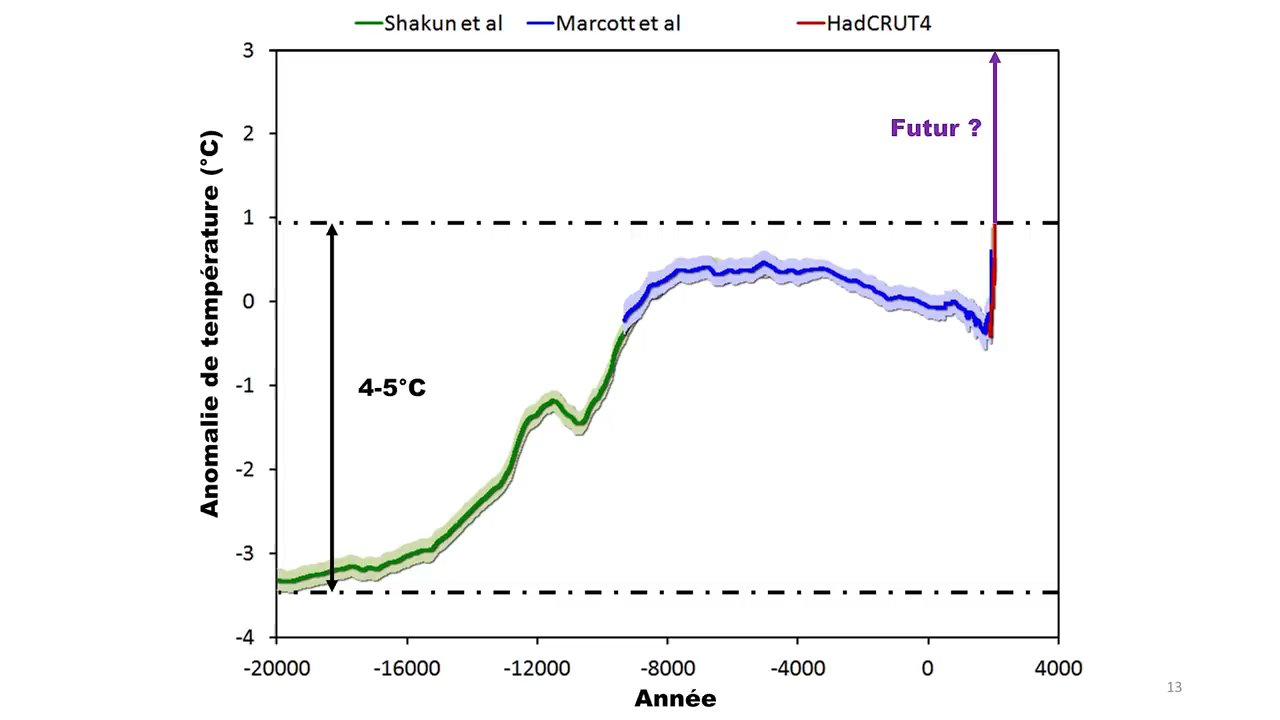 Shakun et al Marcott et al HadCRUT4
3
2
1
0
-1
-2
-3
-4
Anomalie de température (°C)
Futur ?
4-5°C
-20000 -16000 -12000 -8000 -4000 0 4000
Année
13